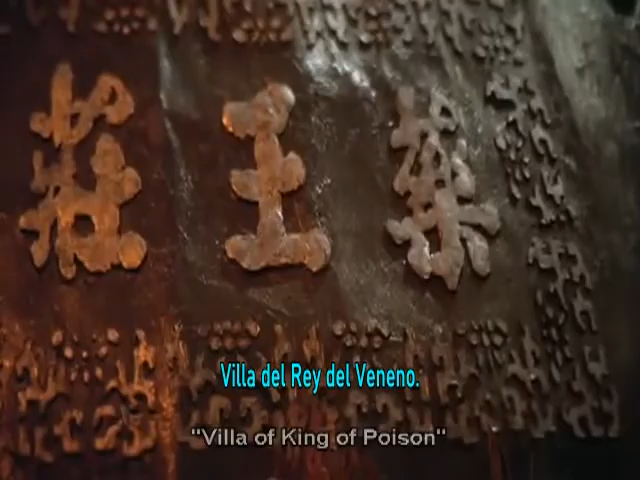 藥王莊
Villa del Rey del Veneno.
"Villa of King of Poison"